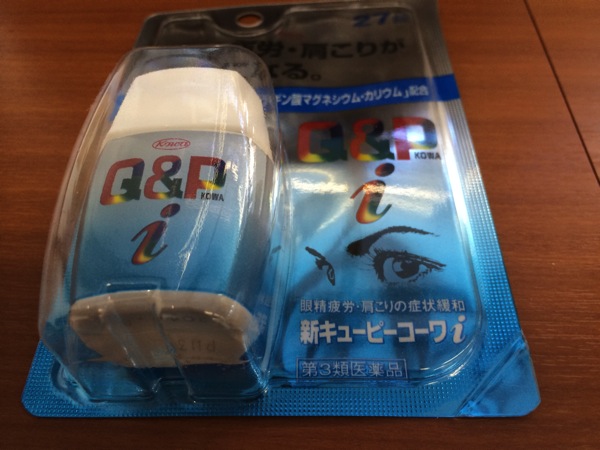 労・肩こりが
なる。
ギン酸マグネシウム・カリウム」配合
Kowa
Q&P
KOWA
i
Q&P
KOWA
i
眼精疲労・肩こりの症状緩和
新キューピーコーワi
第3類医薬品